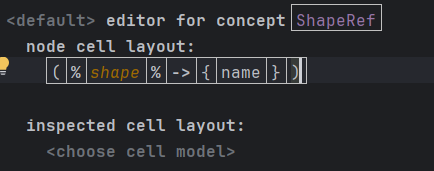 <default> editor for concept ShapeRef
node cell layout:
( % shape % -> { name } )
inspected cell layout:
<choose cell model>